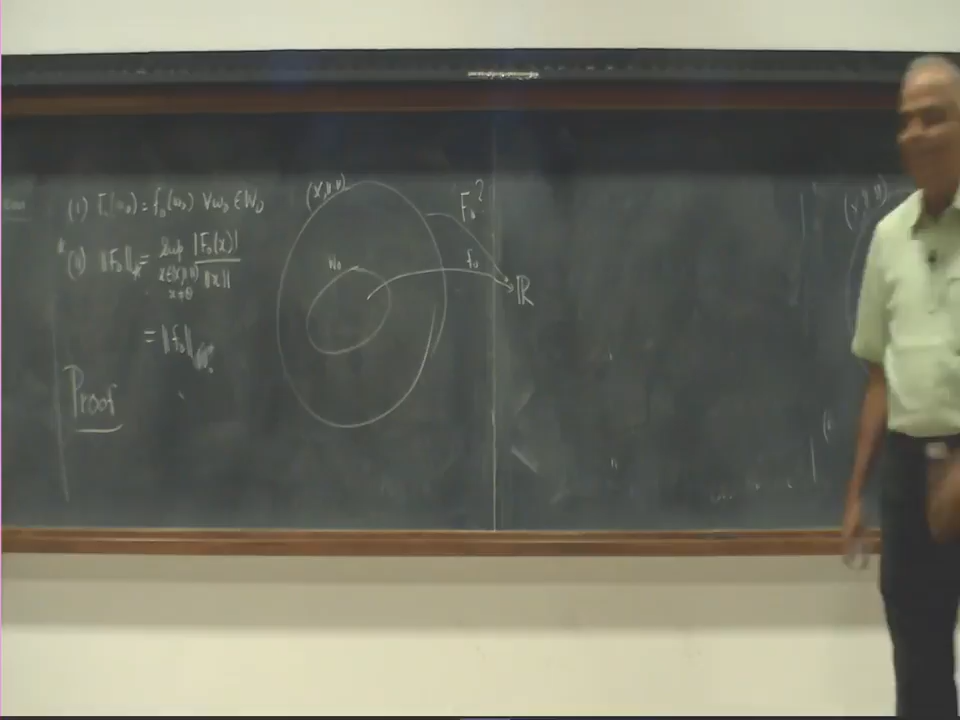 (i) F₀(w₀) = f₀(w₀) ∀ w₀ ∈ W₀
(ii) ‖F₀‖ = sup |F₀(x)| / ‖x‖
x∈(X,‖·‖)
x≠θ
= ‖f₀‖
Proof
(X,‖·‖)
W₀
F₀?
f₀
ℝ
(X,‖·‖)